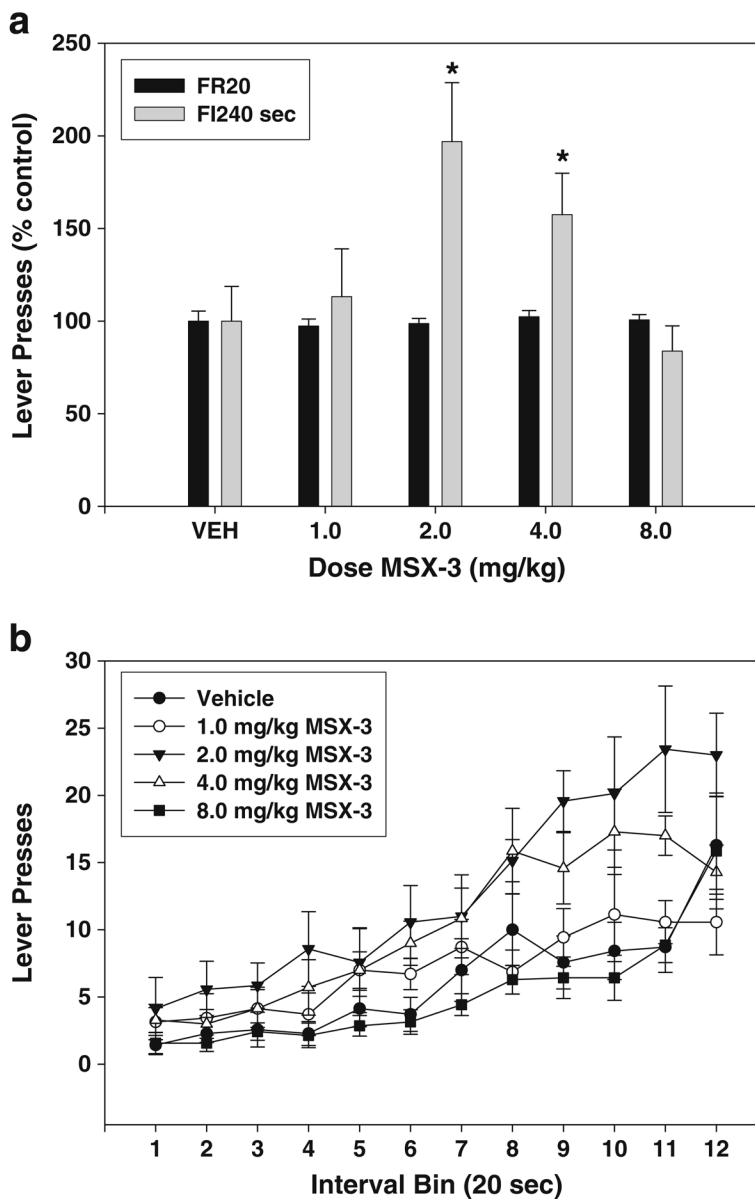 a
250
200
150
100
50
0
Lever Presses (% control)
FR20
FI240 sec
*
*
VEH 1.0 2.0 4.0 8.0
Dose MSX-3 (mg/kg)
b
30
25
20
15
10
5
0
Lever Presses
Vehicle
1.0 mg/kg MSX-3
2.0 mg/kg MSX-3
4.0 mg/kg MSX-3
8.0 mg/kg MSX-3
1 2 3 4 5 6 7 8 9 10 11 12
Interval Bin (20 sec)